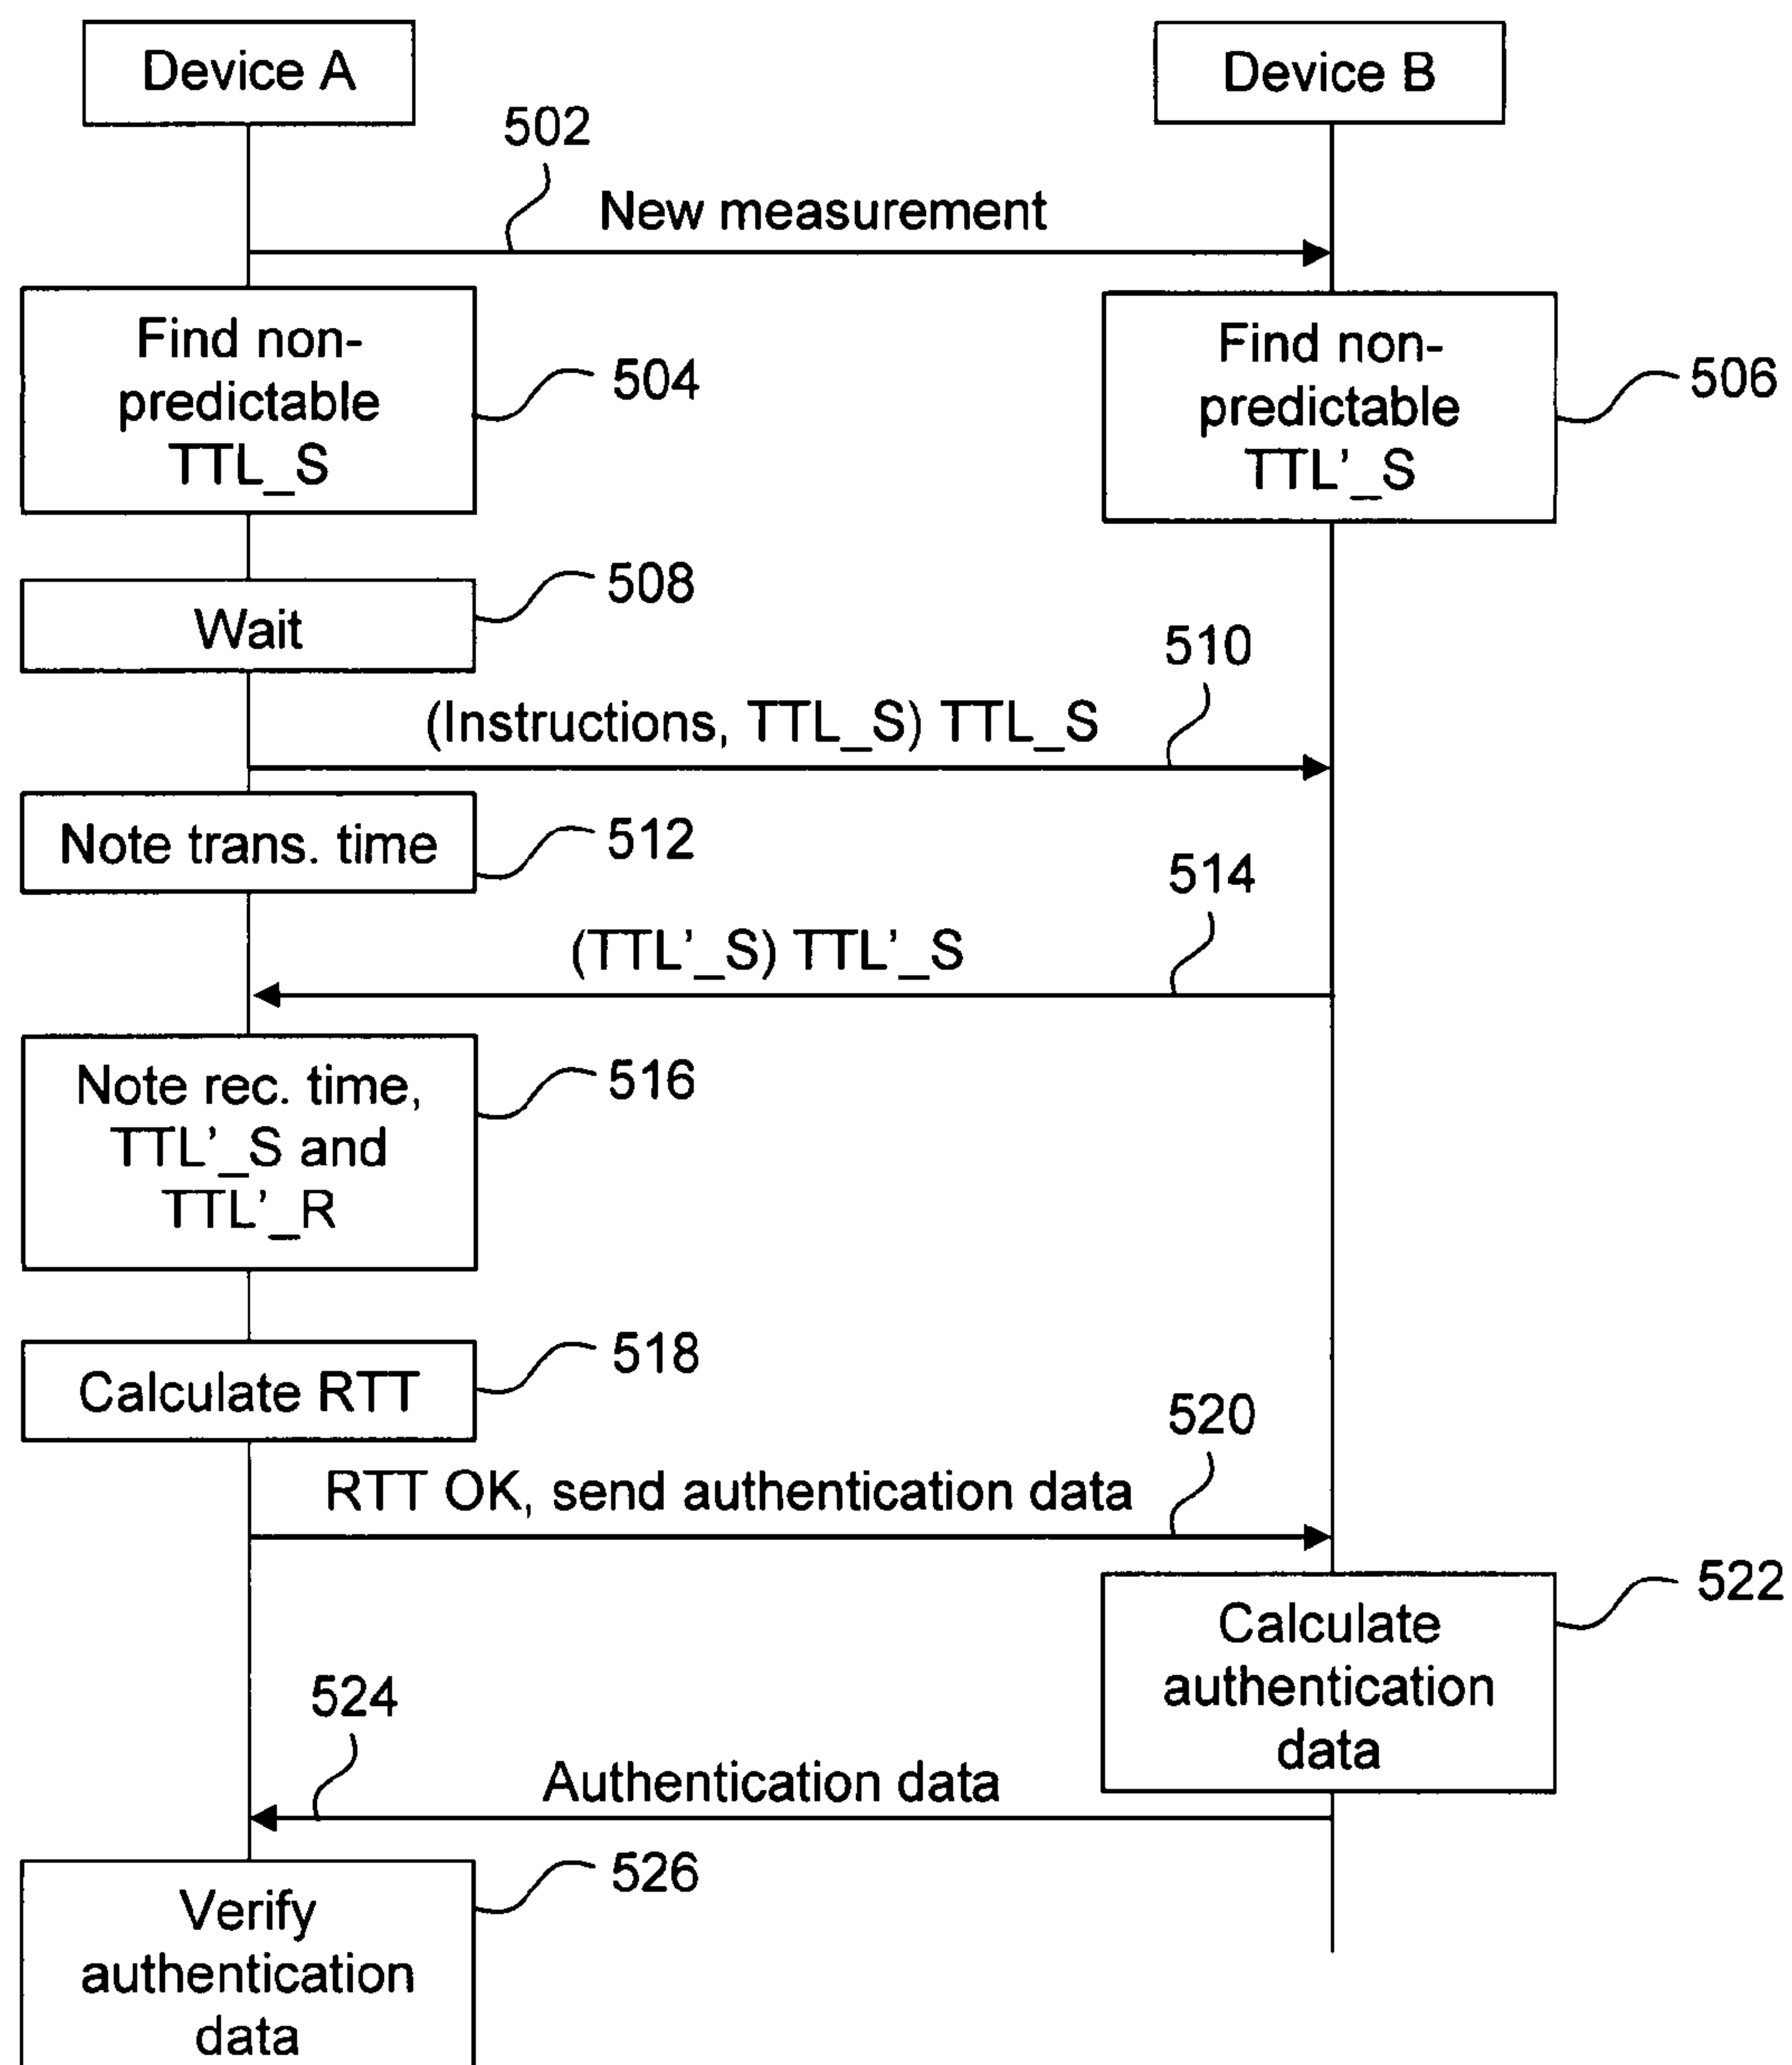 Device A
Device B
502
New measurement
Find non-
predictable
TTL_S
504
Find non-
predictable
TTL’_S
506
Wait
508
510
(Instructions, TTL_S) TTL_S
Note trans. time
512
514
(TTL’_S) TTL’_S
Note rec. time,
TTL’_S and
TTL’_R
516
Calculate RTT
518
520
RTT OK, send authentication data
Calculate
authentication
data
522
524
Authentication data
Verify
authentication
data
526